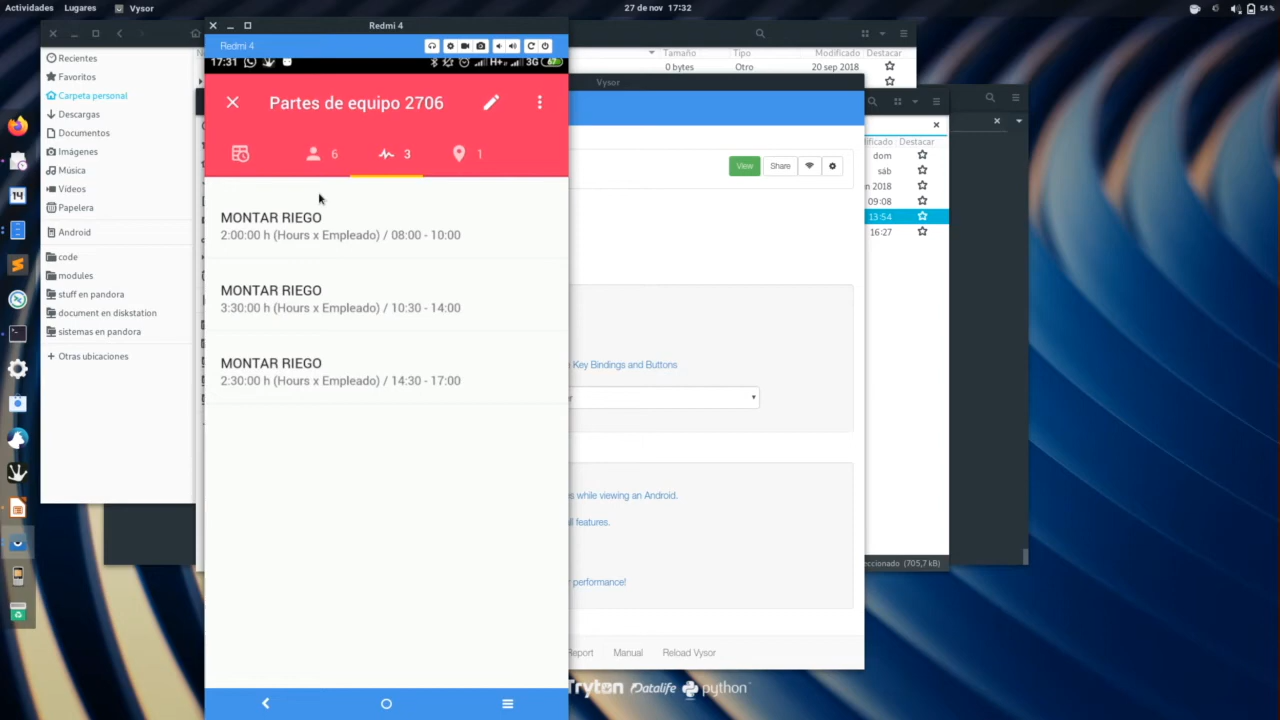 Actividades Lugares Vysor 27 de nov 17:32 54 %
Redmi 4
Redmi 4
17:31 H+ 3G 67
Partes de equipo 2706
6 3 1
MONTAR RIEGO
2:00:00 h (Hours x Empleado) / 08:00 - 10:00
MONTAR RIEGO
3:30:00 h (Hours x Empleado) / 10:30 - 14:00
MONTAR RIEGO
2:30:00 h (Hours x Empleado) / 14:30 - 17:00
Recientes
Favoritos
Carpeta personal
Descargas
Documentos
Imágenes
Música
Vídeos
Papelera
Android
code
modules
stuff en pandora
document en diskstation
sistemas en pandora
+ Otras ubicaciones
14
Tamaño Tipo Modificado Destacar
0 bytes Otro 20 sep 2018
Vysor
View Share
Key Bindings and Buttons
while viewing an Android.
features.
performance!
Report Manual Reload Vysor
Destacar
dom
sáb
2018
09:08
13:54
16:27
(705,7 kB)
Tryton Datalife python